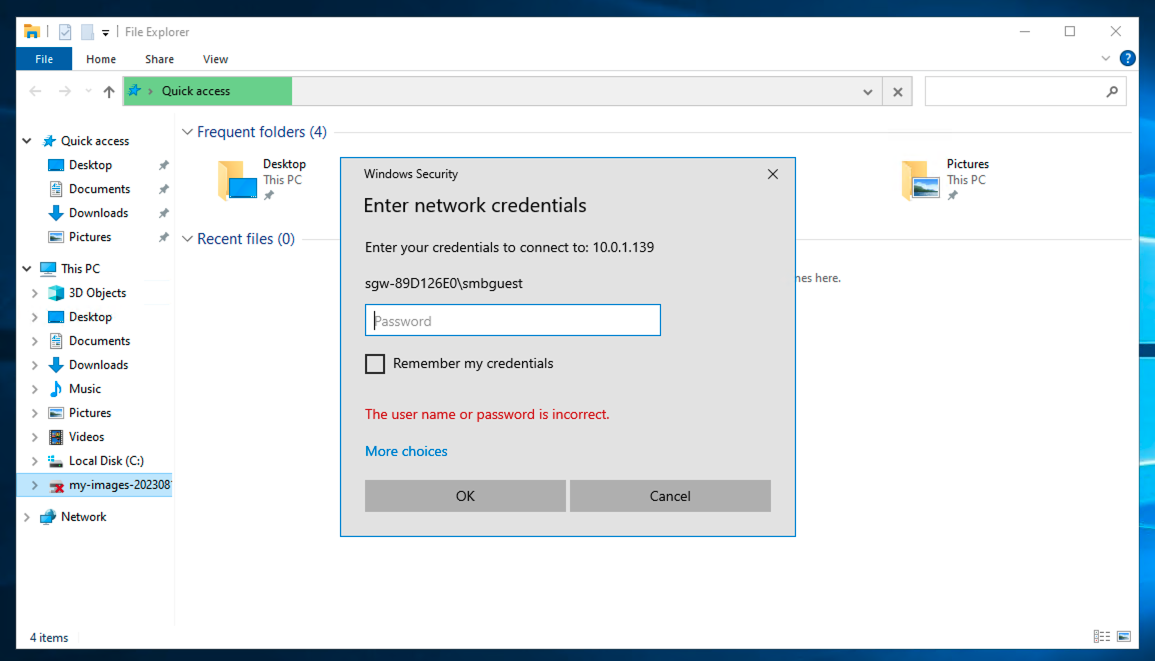 File Explorer
File
Home
Share
View
?
Quick access
Quick access
Desktop
Documents
Downloads
Pictures
This PC
3D Objects
Desktop
Documents
Downloads
Music
Pictures
Videos
Local Disk (C:)
my-images-202308
Network
Frequent folders (4)
Desktop
This PC
Pictures
This PC
Recent files (0)
here.
Windows Security
Enter network credentials
Enter your credentials to connect to: 10.0.1.139
sgw-89D126E0\smbguest
Password
Remember my credentials
The user name or password is incorrect.
More choices
OK
Cancel
4 items